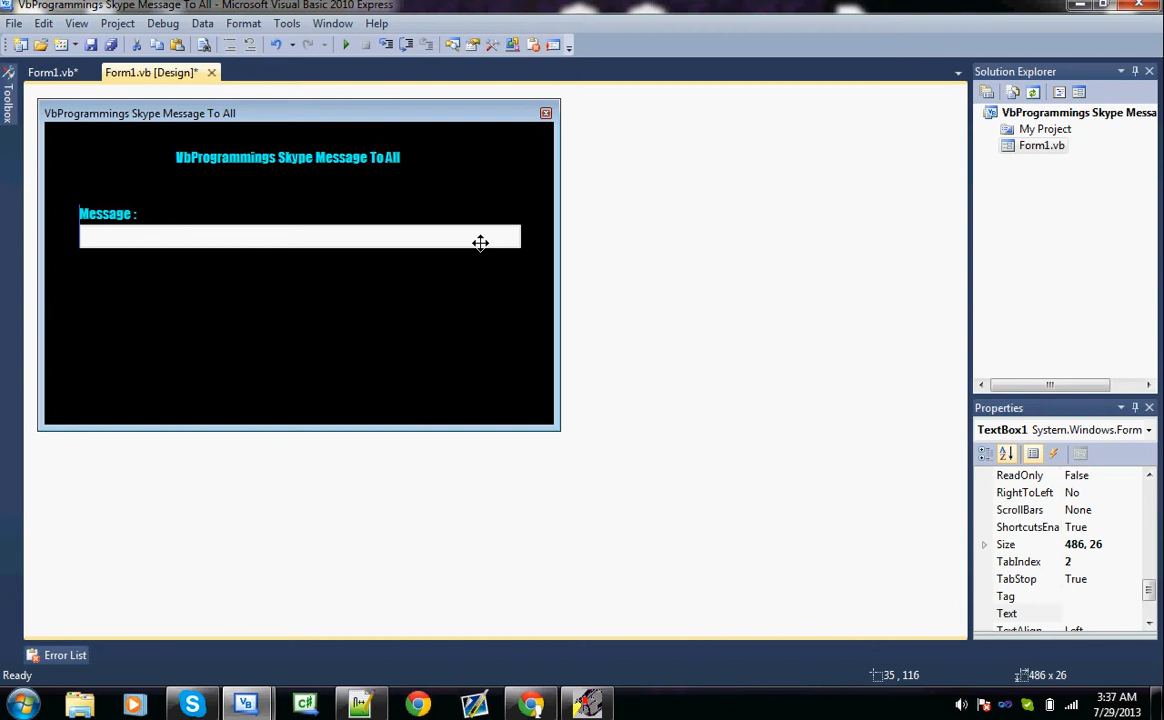 VbProgrammings Skype Message To All - Microsoft Visual Basic 2010 Express
File Edit View Project Debug Data Format Tools Window Help
Form1.vb* Form1.vb [Design]*
Toolbox
VbProgrammings Skype Message To All
VbProgrammings Skype Message To All
Message :
Solution Explorer
VbProgrammings Skype Messa
My Project
Form1.vb
Properties
TextBox1 System.Windows.Form
ReadOnly False
RightToLeft No
ScrollBars None
ShortcutsEna True
Size 486, 26
TabIndex 2
TabStop True
Tag
Text
TextAlign Left
Error List
Ready 35 , 116 486 x 26
3:37 AM
7/29/2013